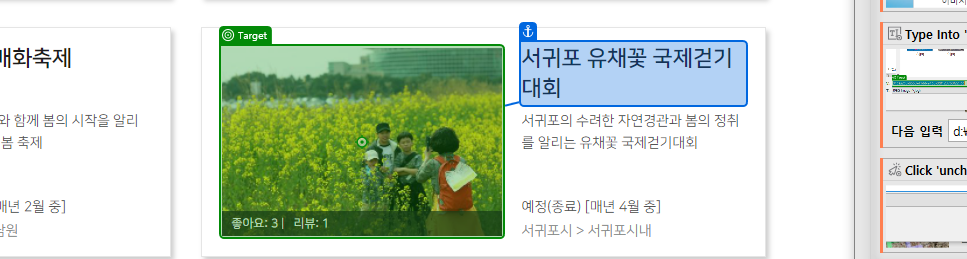 매화축제
와 함께 봄의 시작을 알리
봄 축제
매년 2월 중]
남원
Target
좋아요: 3 | 리뷰: 1
서귀포 유채꽃 국제걷기
대회
서귀포의 수려한 자연경관과 봄의 정취
를 알리는 유채꽃 국제걷기대회
예정(종료) [매년 4월 중]
서귀포시 > 서귀포시내
Type Into '
다음 입력 d:₩
Click 'unch